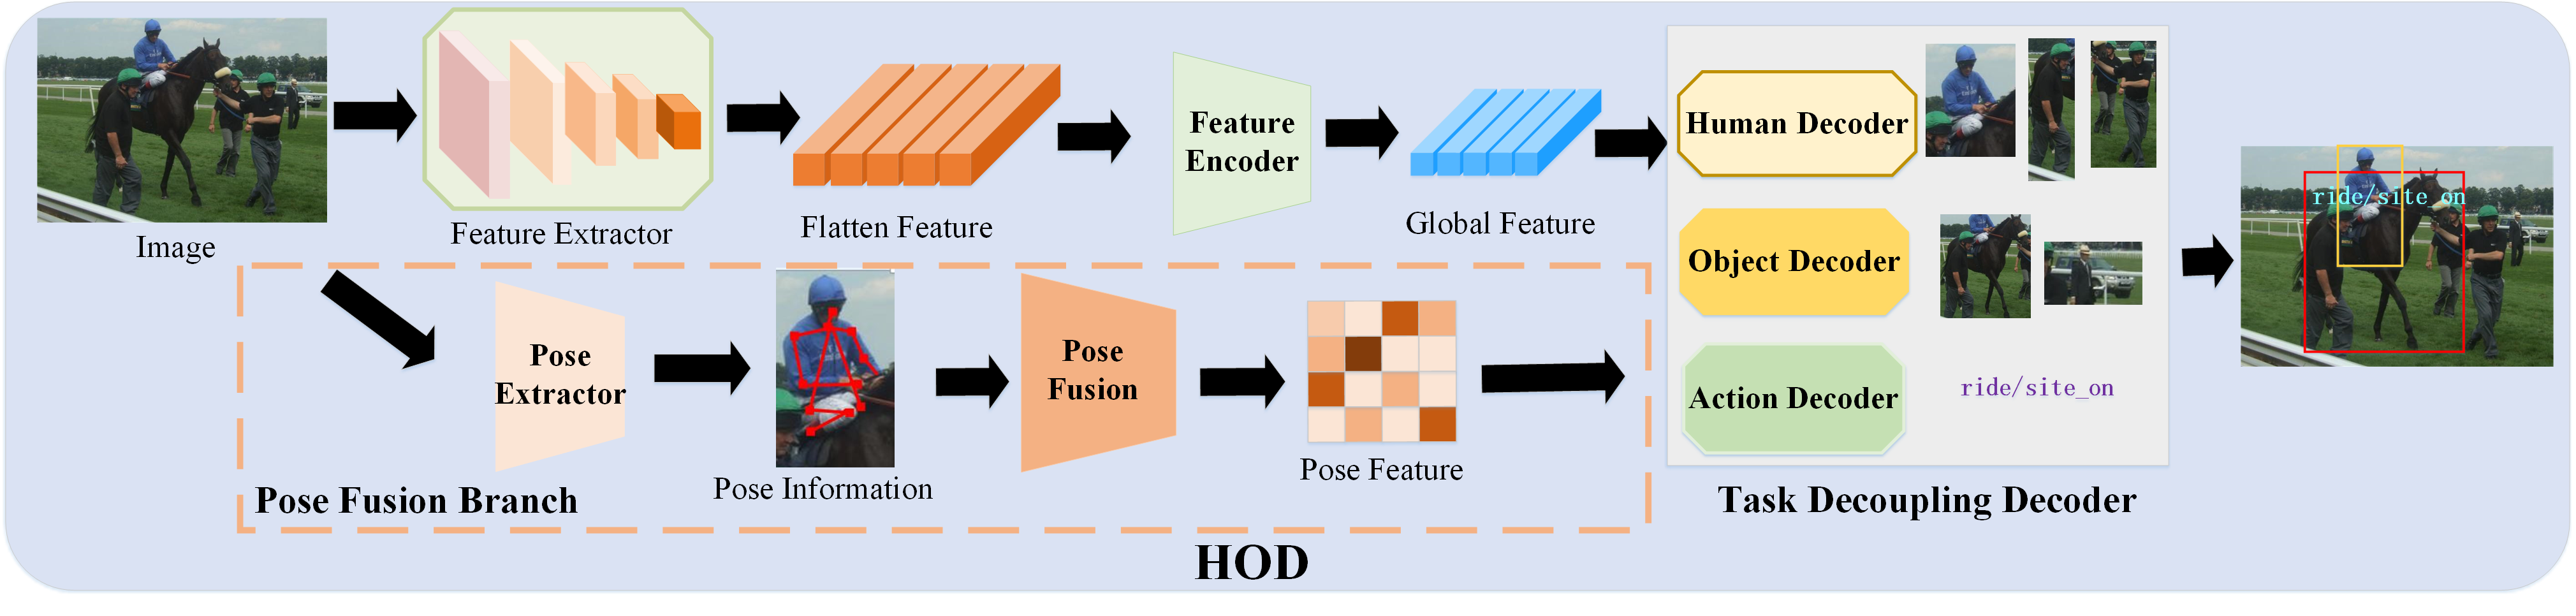 Image
Feature Extractor
Flatten Feature
Feature
Encoder
Global Feature
Human Decoder
Object Decoder
Action Decoder
ride/site_on
Task Decoupling Decoder
ride/site_on
Pose
Extractor
Pose Information
Pose
Fusion
Pose Feature
Pose Fusion Branch
HOD